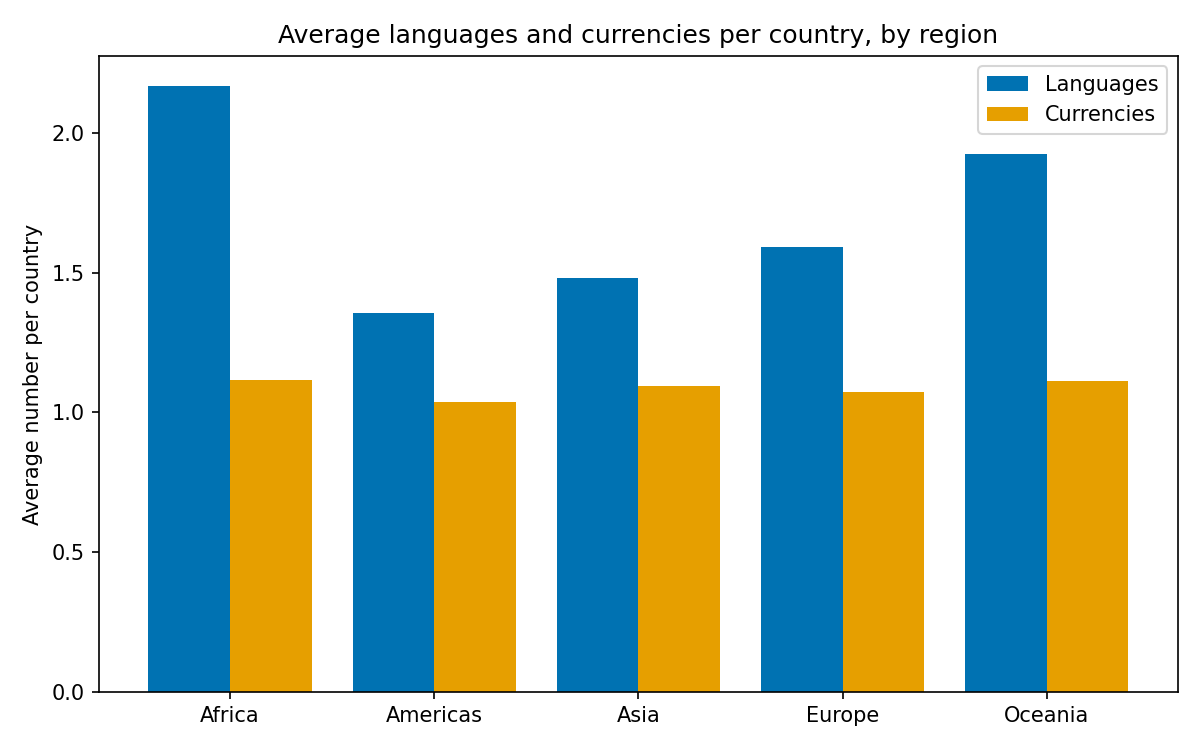 Average languages and currencies per country, by region
Languages
Currencies
Average number per country
2.0
1.5
1.0
0.5
0.0
Africa
Americas
Asia
Europe
Oceania